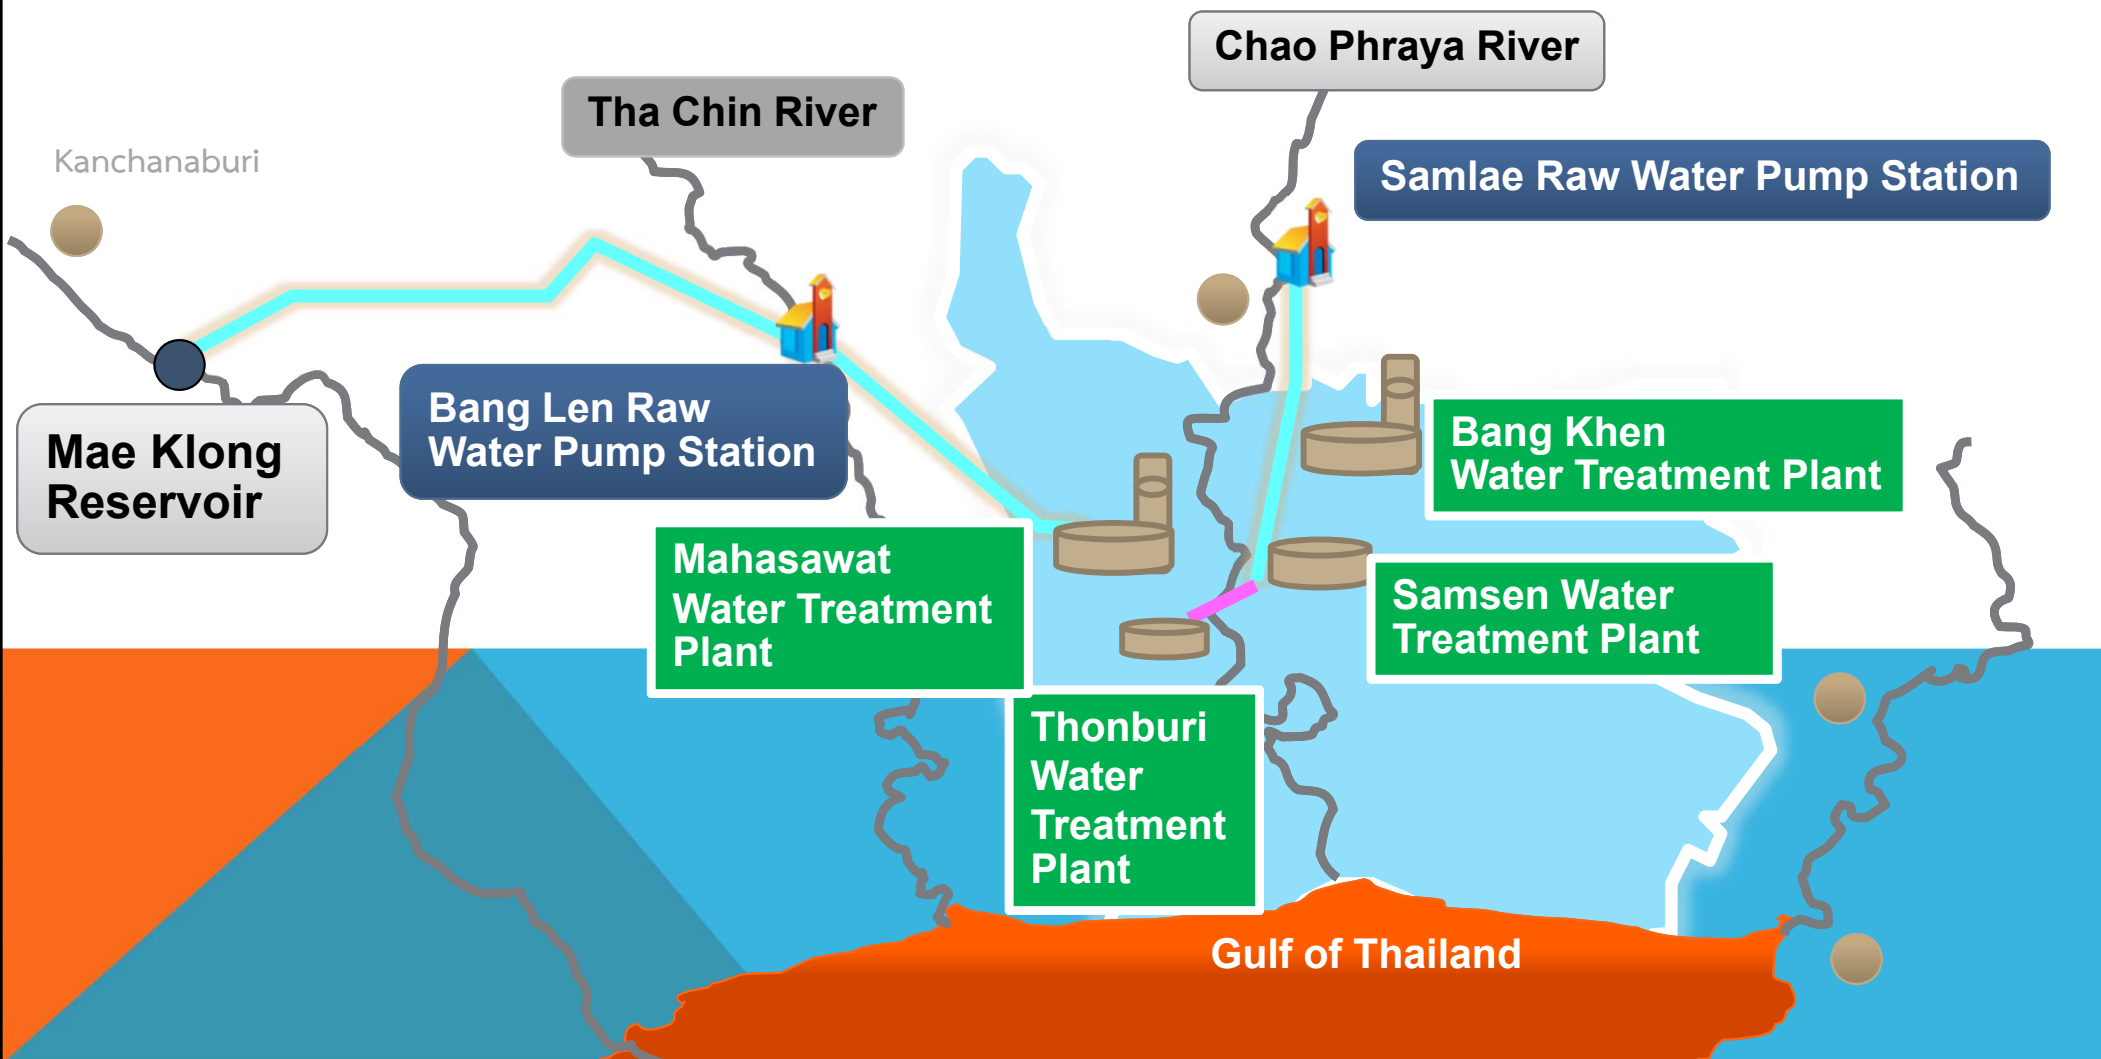 Chao Phraya River
Tha Chin River
Kanchanaburi
Samlae Raw Water Pump Station
Bang Len Raw
Water Pump Station
Mae Klong
Reservoir
Bang Khen
Water Treatment Plant
Mahasawat
Water Treatment
Plant
Samsen Water
Treatment Plant
Thonburi
Water
Treatment
Plant
Gulf of Thailand